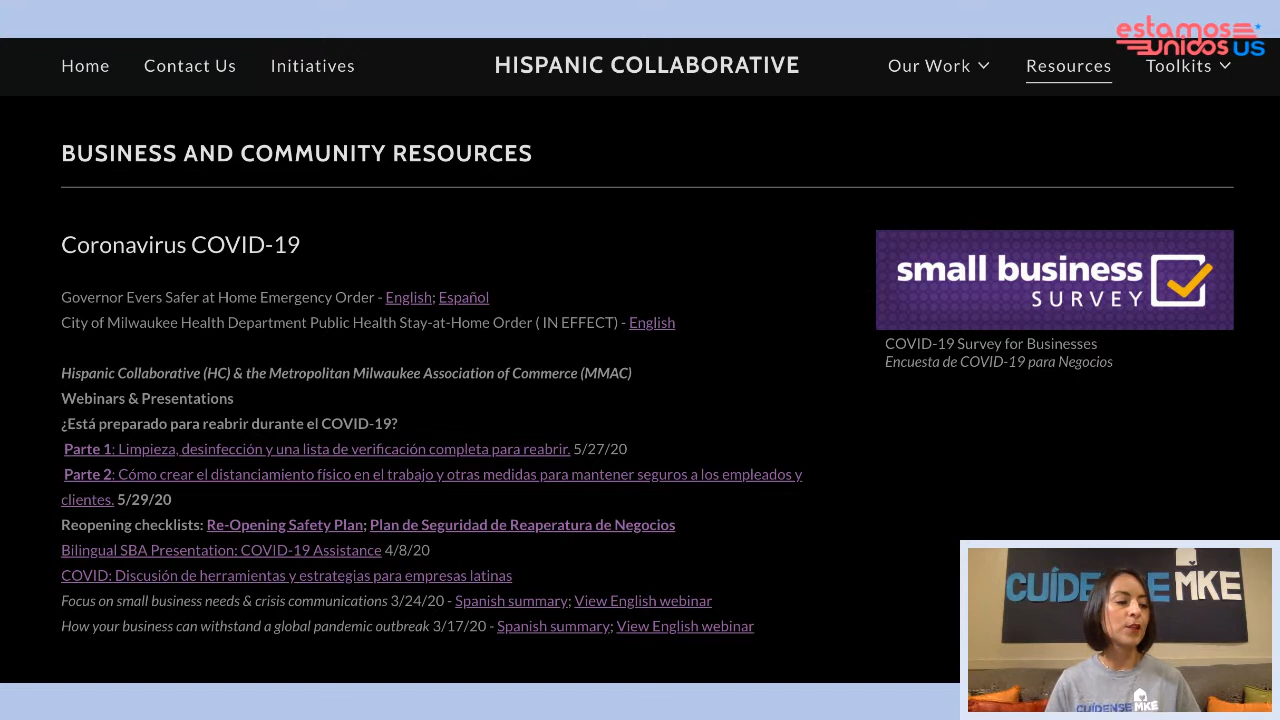 estamos
unidos US
Home Contact Us Initiatives HISPANIC COLLABORATIVE Our Work Resources Toolkits
BUSINESS AND COMMUNITY RESOURCES
Coronavirus COVID-19
Governor Evers Safer at Home Emergency Order - English; Español
City of Milwaukee Health Department Public Health Stay-at-Home Order ( IN EFFECT) - English
Hispanic Collaborative (HC) & the Metropolitan Milwaukee Association of Commerce (MMAC)
Webinars & Presentations
¿Está preparado para reabrir durante el COVID-19?
Parte 1: Limpieza, desinfección y una lista de verificación completa para reabrir. 5/27/20
Parte 2: Cómo crear el distanciamiento físico en el trabajo y otras medidas para mantener seguros a los empleados y
clientes. 5/29/20
Reopening checklists: Re-Opening Safety Plan; Plan de Seguridad de Reaperatura de Negocios
Bilingual SBA Presentation: COVID-19 Assistance 4/8/20
COVID: Discusión de herramientas y estrategias para empresas latinas
Focus on small business needs & crisis communications 3/24/20 - Spanish summary; View English webinar
How your business can withstand a global pandemic outbreak 3/17/20 - Spanish summary; View English webinar
small business
SURVEY
COVID-19 Survey for Businesses
Encuesta de COVID-19 para Negocios
CUÍDENSE MKE
CUÍDENSE MKE